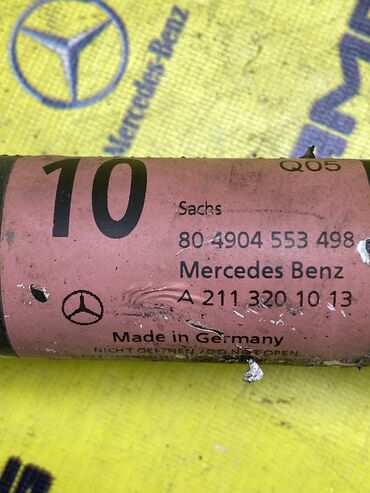 Mercedes-Benz
AMG
10
Q05
Sachs
80 4904 553 498
Mercedes Benz
A 211 320 10 13
Made in Germany
NICHT OEFFNEN / DO NOT OPEN